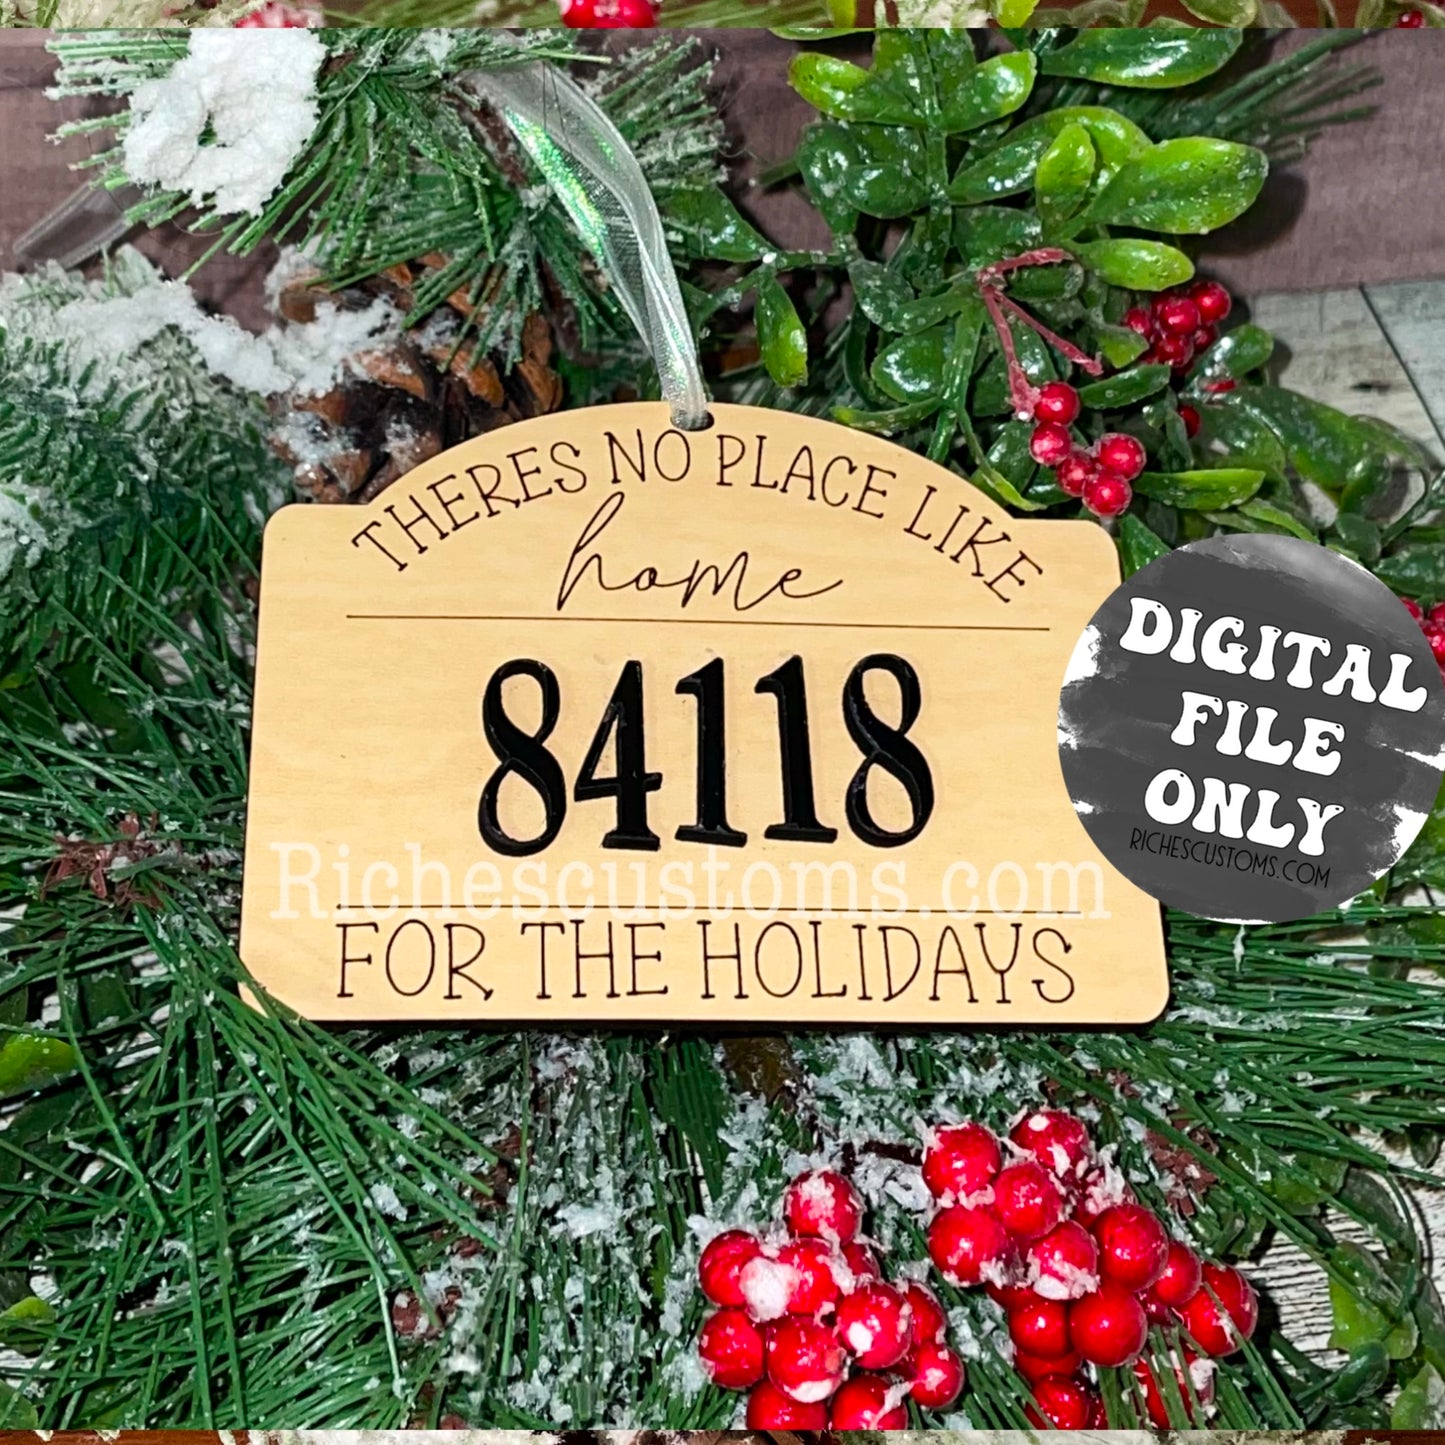 THERES NO PLACE LIKE
home
84118
Richescustoms.com
FOR THE HOLIDAYS
DIGITAL
FILE
ONLY
RICHESCUSTOMS.COM